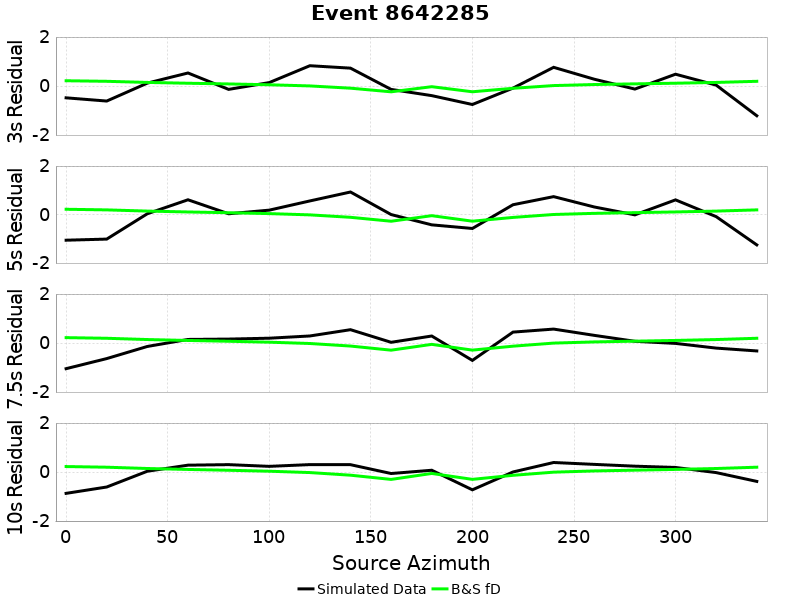 Event 8642285
3s Residual
2
0
-2
5s Residual
2
0
-2
7.5s Residual
2
0
-2
10s Residual
2
0
-2
0 50 100 150 200 250 300
Source Azimuth
Simulated Data B&S fD